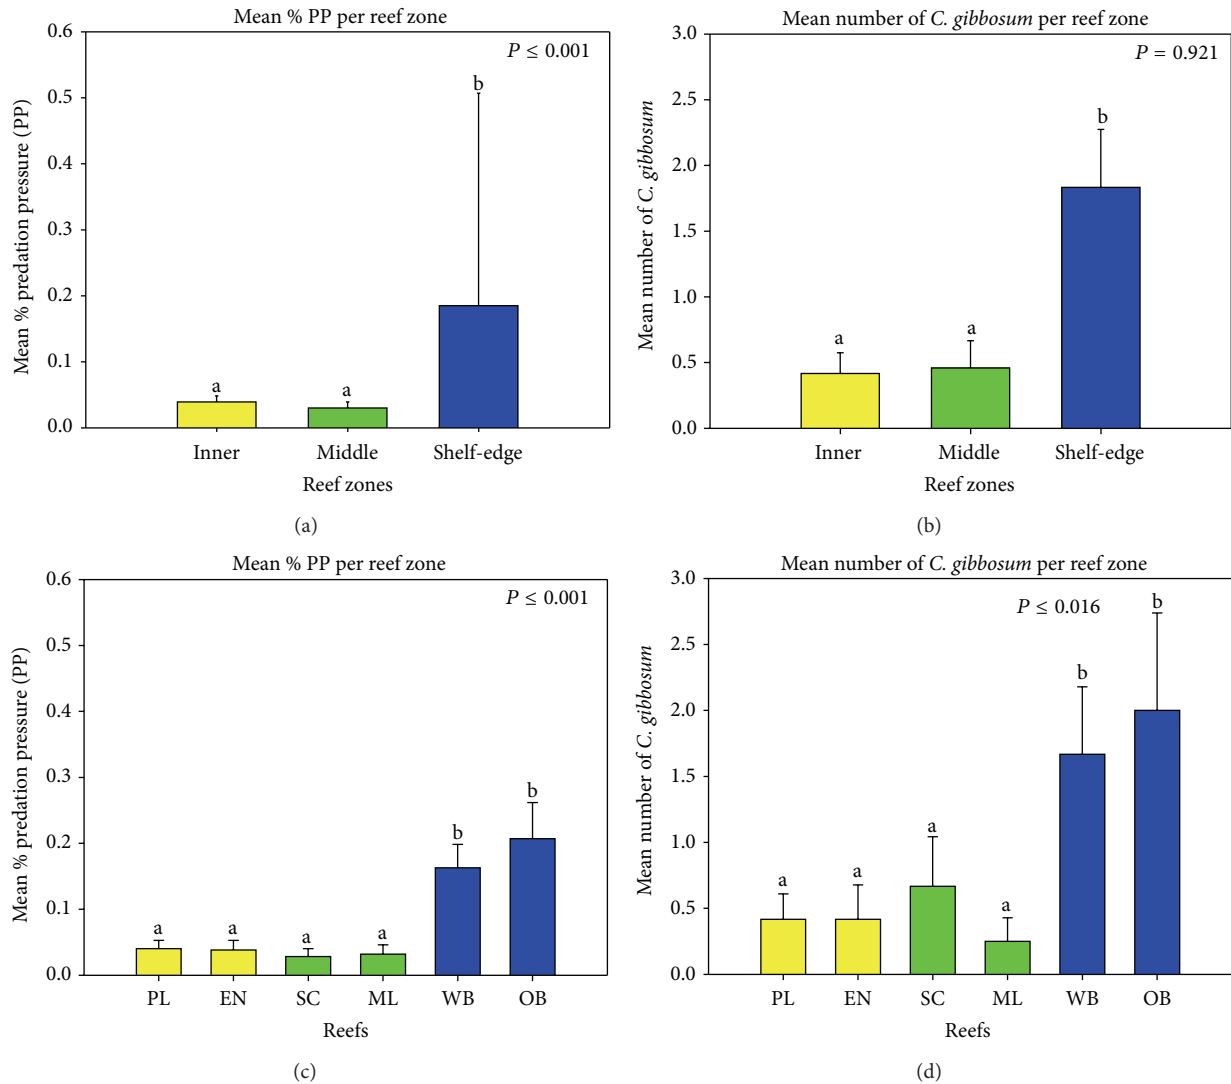 Mean % PP per reef zone
P ≤ 0.001
0.6
0.5
0.4
0.3
0.2
0.1
0.0
Mean % predation pressure (PP)
a
a
b
Inner
Middle
Shelf-edge
Reef zones
(a)
Mean number of C. gibbosum per reef zone
P = 0.921
3.0
2.5
2.0
1.5
1.0
0.5
0.0
Mean number of C. gibbosum
a
a
b
Inner
Middle
Shelf-edge
Reef zones
(b)
Mean % PP per reef zone
P ≤ 0.001
0.6
0.5
0.4
0.3
0.2
0.1
0.0
Mean % predation pressure (PP)
a
a
a
a
b
b
PL
EN
SC
ML
WB
OB
Reefs
(c)
Mean number of C. gibbosum per reef zone
P ≤ 0.016
3.0
2.5
2.0
1.5
1.0
0.5
0.0
Mean number of C. gibbosum
a
a
a
a
b
b
PL
EN
SC
ML
WB
OB
Reefs
(d)